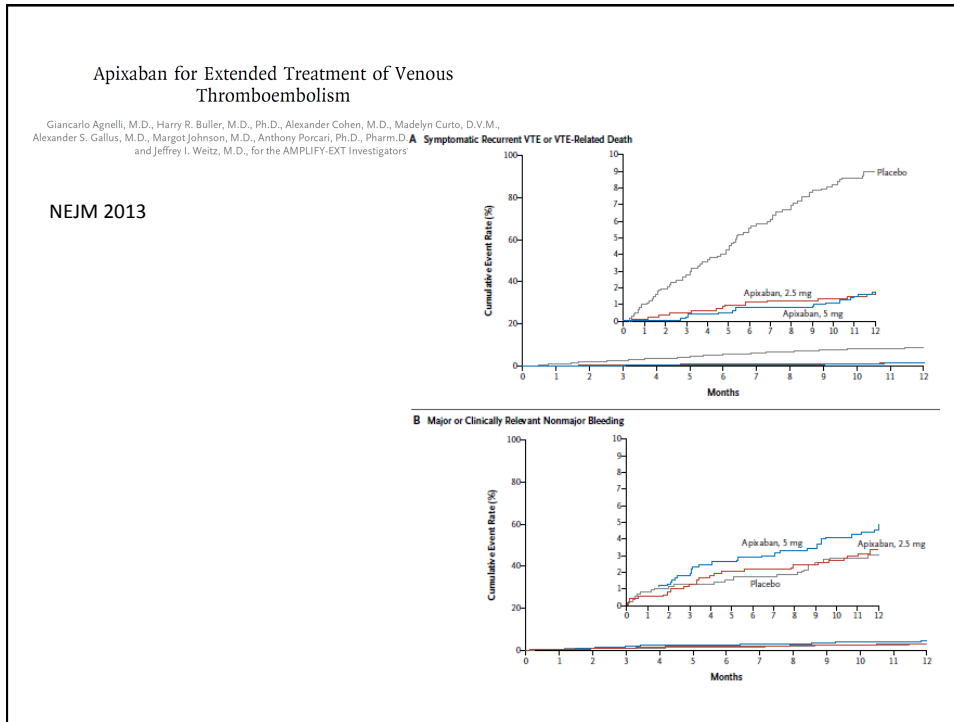 Apixaban for Extended Treatment of Venous
Thromboembolism
Giancarlo Agnelli, M.D., Harry R. Buller, M.D., Ph.D., Alexander Cohen, M.D., Madelyn Curto, D.V.M.,
Alexander S. Gallus, M.D., Margot Johnson, M.D., Anthony Porcari, Ph.D., Pharm.D.
and Jeffrey I. Weitz, M.D., for the AMPLIFY-EXT Investigators
NEJM 2013
A Symptomatic Recurrent VTE or VTE-Related Death
Cumulative Event Rate (%)
100
80
60
40
20
0
0 1 2 3 4 5 6 7 8 9 10 11 12
Months
10
9
8
7
6
5
4
3
2
1
0
0 1 2 3 4 5 6 7 8 9 10 11 12
Placebo
Apixaban, 2.5 mg
Apixaban, 5 mg
B Major or Clinically Relevant Nonmajor Bleeding
Cumulative Event Rate (%)
100
80
60
40
20
0
0 1 2 3 4 5 6 7 8 9 10 11 12
Months
10
9
8
7
6
5
4
3
2
1
0
0 1 2 3 4 5 6 7 8 9 10 11 12
Apixaban, 5 mg
Apixaban, 2.5 mg
Placebo